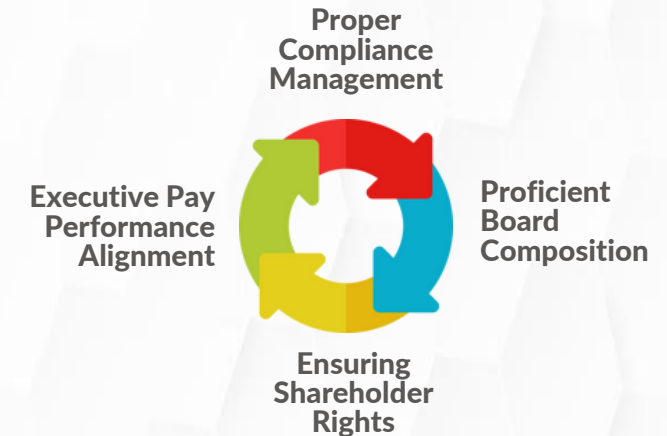 Proper
Compliance
Management
Executive Pay
Performance
Alignment
Proficient
Board
Composition
Ensuring
Shareholder
Rights